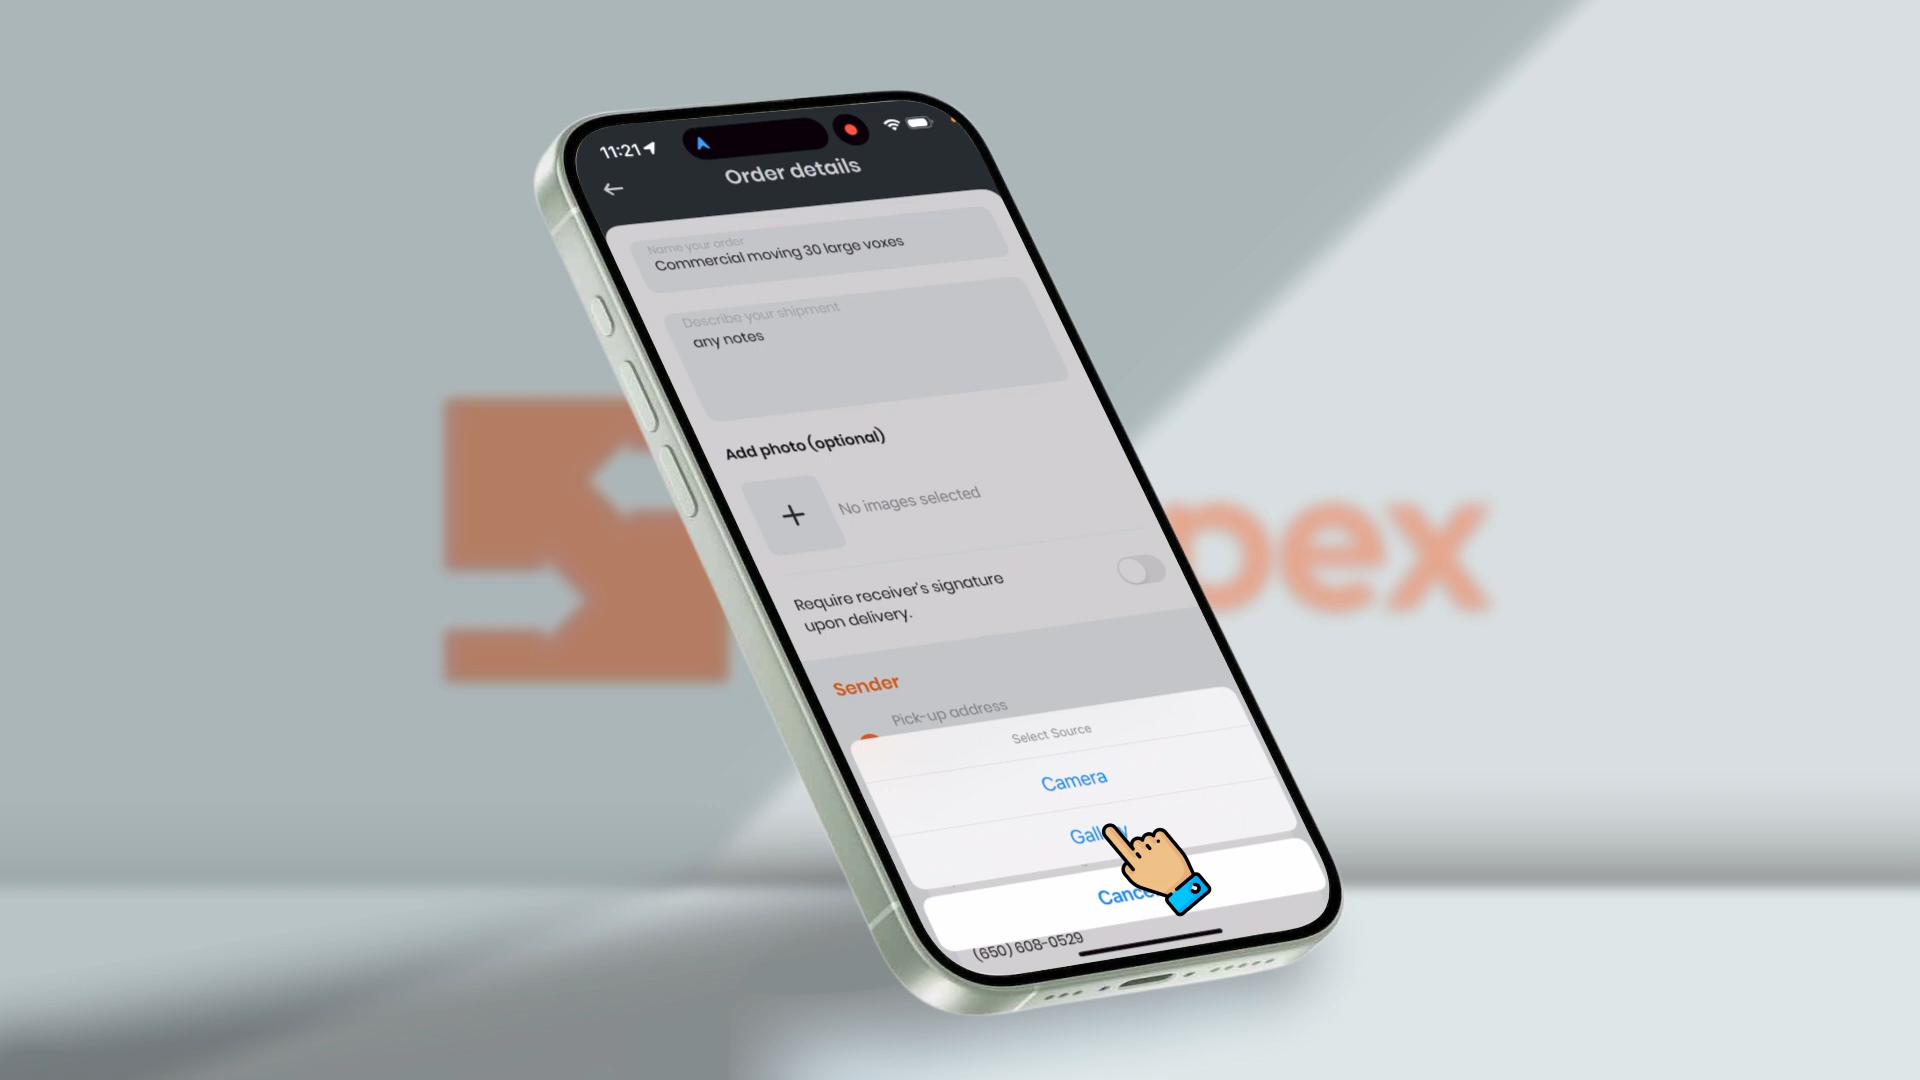 11:21
Order details
Name your order
Commercial moving 30 large voxes
Describe your shipment
any notes
Add photo (optional)
No images selected
Require receiver's signature
upon delivery.
pex
Sender
Pick-up address
Select Source
Camera
Cancel
(650) 608-0529